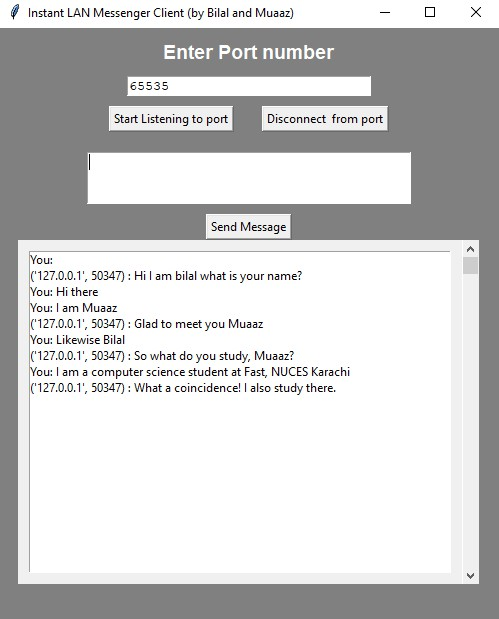 Instant LAN Messenger Client (by Bilal and Muaaz)
Enter Port number
65535
Start Listening to port
Disconnect  from port
Send Message
You:
('127.0.0.1', 50347) : Hi I am bilal what is your name?
You: Hi there
You: I am Muaaz
('127.0.0.1', 50347) : Glad to meet you Muaaz
You: Likewise Bilal
('127.0.0.1', 50347) : So what do you study, Muaaz?
You: I am a computer science student at Fast, NUCES Karachi
('127.0.0.1', 50347) : What a coincidence! I also study there.